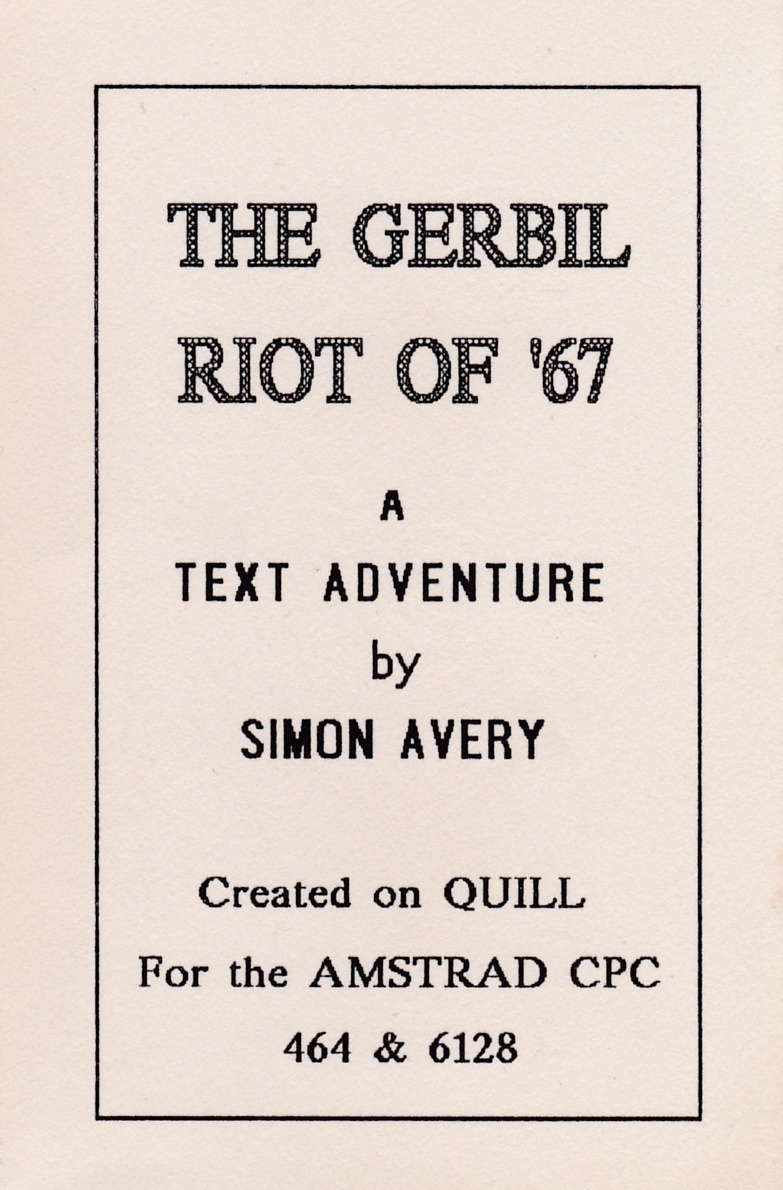 THE GERBIL
RIOT OF '67
A
TEXT ADVENTURE
by
SIMON AVERY
Created on QUILL
For the AMSTRAD CPC
464 & 6128